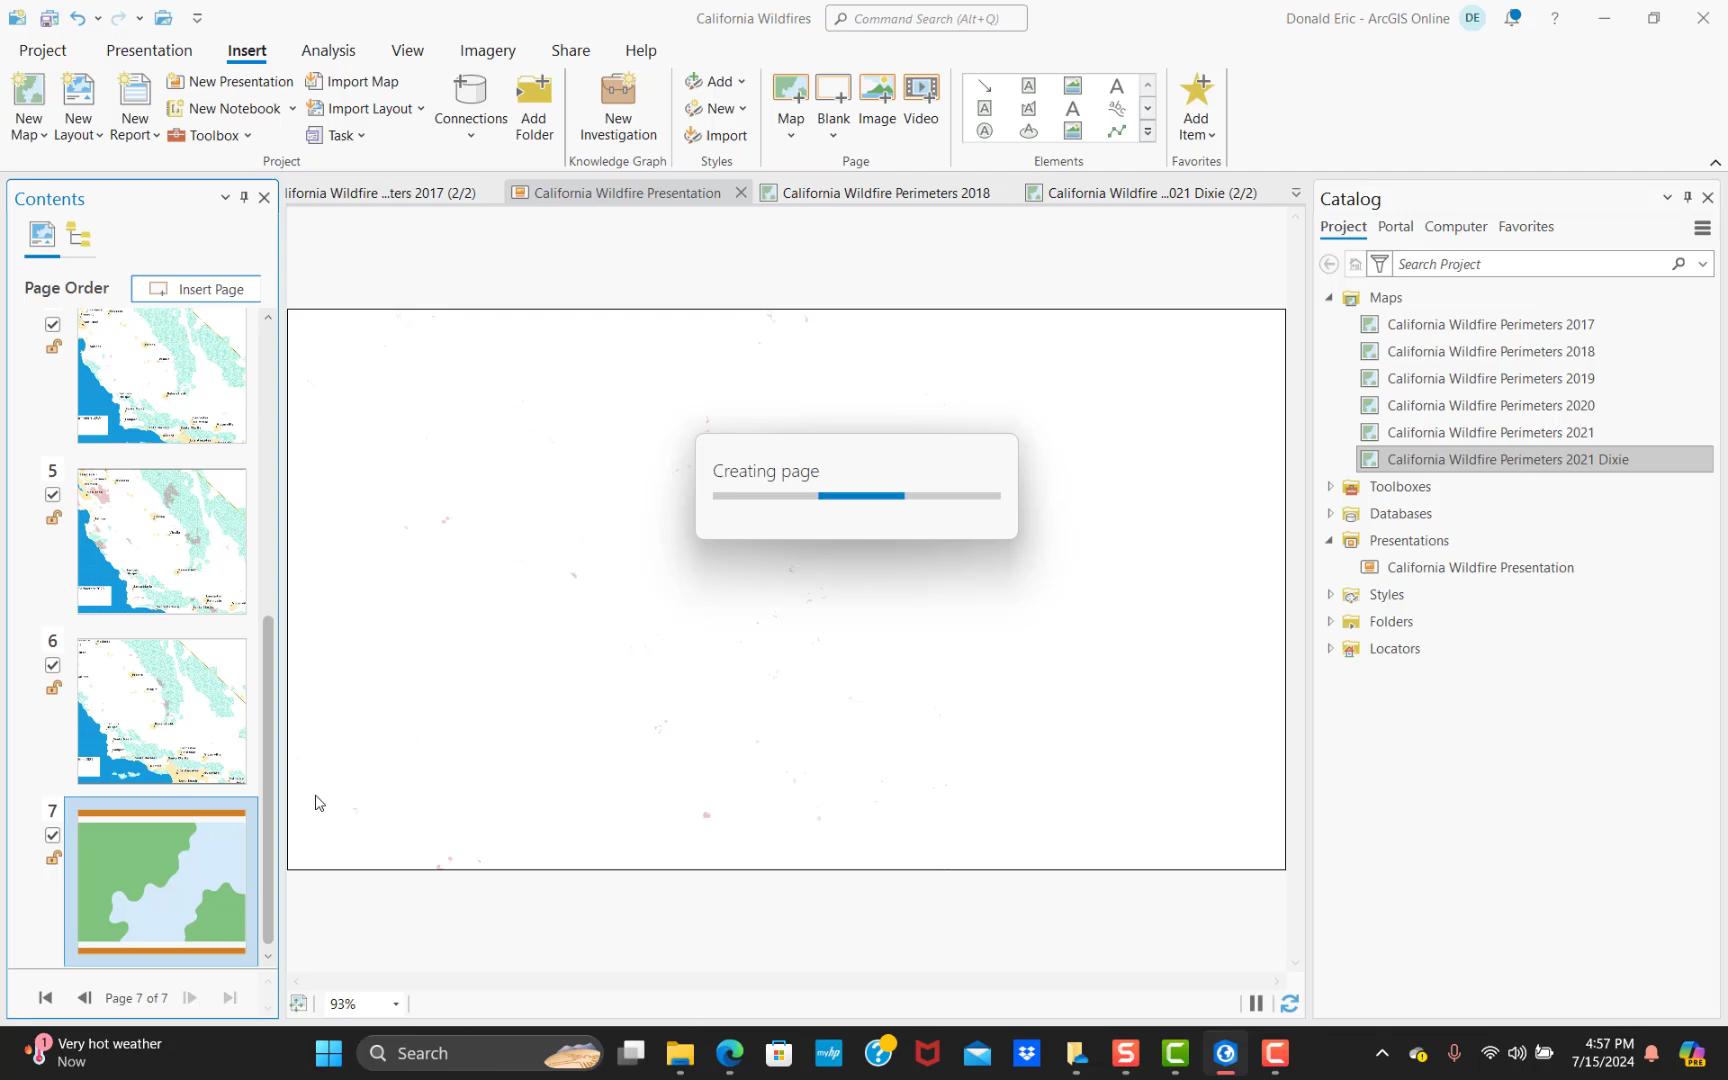 California Wildfires
Command Search (Alt+Q)
Donald Eric - ArcGIS Online
DE
?
Project
Presentation
Insert
Analysis
View
Imagery
Share
Help
New Map
New Layout
New Report
New Presentation
New Notebook
Toolbox
Import Map
Import Layout
Task
Connections
Add Folder
New Investigation
Add
New
Import
Map
Blank
Image
Video
Add Item
Project
Knowledge Graph
Styles
Page
Elements
Favorites
Contents
alifornia Wildfire ...ters 2017 (2/2)
California Wildfire Presentation
California Wildfire Perimeters 2018
California Wildfire ...021 Dixie (2/2)
Page Order
Insert Page
5
6
7
Page 7 of 7
Creating page
93%
Catalog
Project
Portal
Computer
Favorites
Search Project
Maps
California Wildfire Perimeters 2017
California Wildfire Perimeters 2018
California Wildfire Perimeters 2019
California Wildfire Perimeters 2020
California Wildfire Perimeters 2021
California Wildfire Perimeters 2021 Dixie
Toolboxes
Databases
Presentations
California Wildfire Presentation
Styles
Folders
Locators
1
Very hot weather
Now
Search
myhp
4:57 PM
7/15/2024
PRE